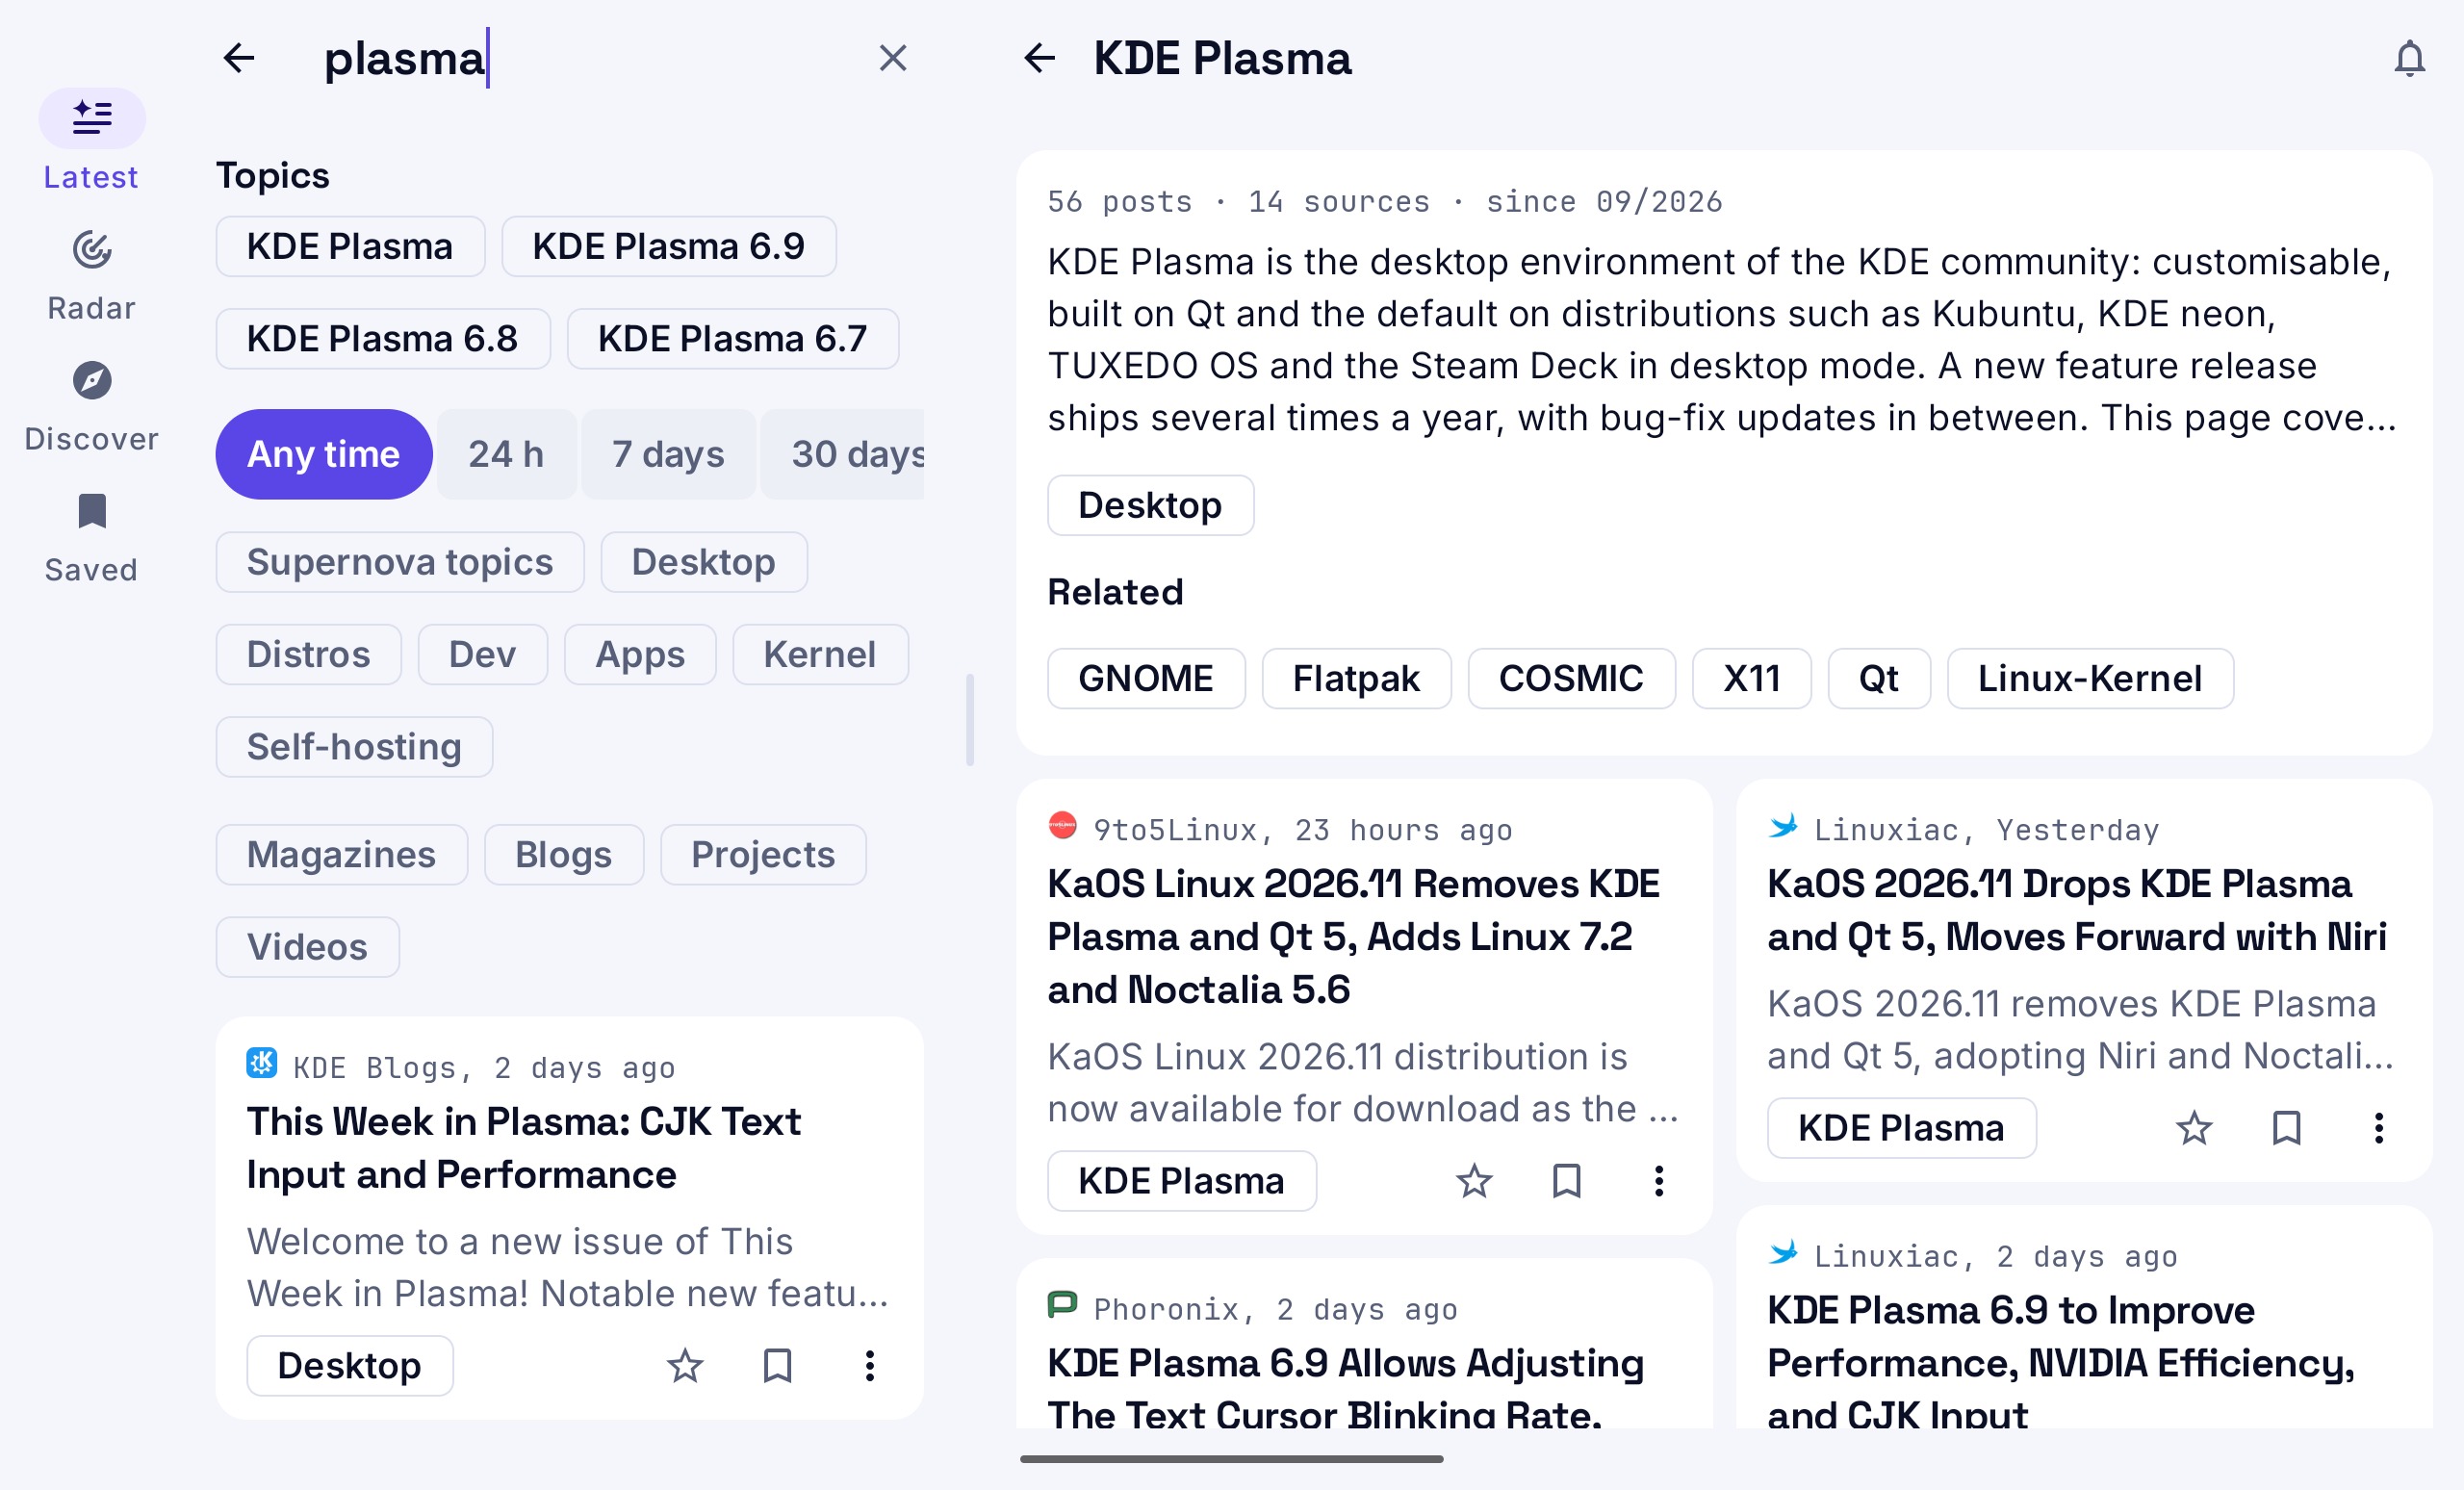 plasma
Latest
Radar
Discover
Saved
Topics
KDE Plasma
KDE Plasma 6.9
KDE Plasma 6.8
KDE Plasma 6.7
Any time
24 h
7 days
30 days
Supernova topics
Desktop
Distros
Dev
Apps
Kernel
Self-hosting
Magazines
Blogs
Projects
Videos
KDE Blogs, 2 days ago
This Week in Plasma: CJK Text
Input and Performance
Welcome to a new issue of This
Week in Plasma! Notable new featu...
Desktop
KDE Plasma
56 posts · 14 sources · since 09/2026
KDE Plasma is the desktop environment of the KDE community: customisable,
built on Qt and the default on distributions such as Kubuntu, KDE neon,
TUXEDO OS and the Steam Deck in desktop mode. A new feature release
ships several times a year, with bug-fix updates in between. This page cove...
Desktop
Related
GNOME
Flatpak
COSMIC
X11
Qt
Linux-Kernel
9to5Linux, 23 hours ago
KaOS Linux 2026.11 Removes KDE
Plasma and Qt 5, Adds Linux 7.2
and Noctalia 5.6
KaOS Linux 2026.11 distribution is
now available for download as the ...
KDE Plasma
Phoronix, 2 days ago
KDE Plasma 6.9 Allows Adjusting
The Text Cursor Blinking Rate,
Linuxiac, Yesterday
KaOS 2026.11 Drops KDE Plasma
and Qt 5, Moves Forward with Niri
KaOS 2026.11 removes KDE Plasma
and Qt 5, adopting Niri and Noctali...
KDE Plasma
Linuxiac, 2 days ago
KDE Plasma 6.9 to Improve
Performance, NVIDIA Efficiency,
and CJK Input